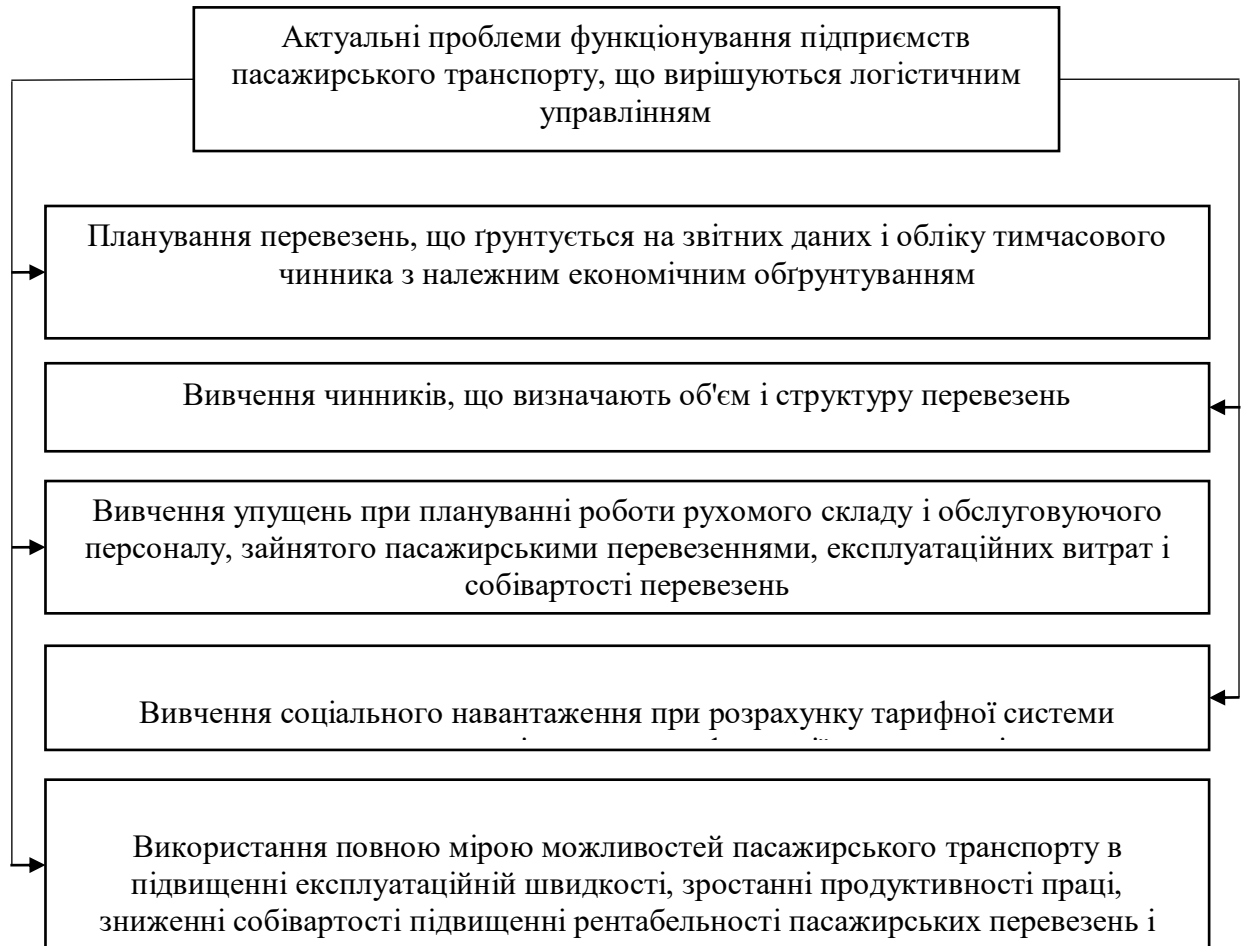 Актуальні проблеми функціонування підприємств
пасажирського транспорту, що вирішуються логістичним
управлінням
Планування перевезень, що ґрунтується на звітних даних і обліку тимчасового
чинника з належним економічним обґрунтуванням
Вивчення чинників, що визначають об'єм і структуру перевезень
Вивчення упущень при плануванні роботи рухомого складу і обслуговуючого
персоналу, зайнятого пасажирськими перевезеннями, експлуатаційних витрат і
собівартості перевезень
Вивчення соціального навантаження при розрахунку тарифної системи
Використання повною мірою можливостей пасажирського транспорту в
підвищенні експлуатаційній швидкості, зростанні продуктивності праці,
зниженні собівартості підвищенні рентабельності пасажирських перевезень і